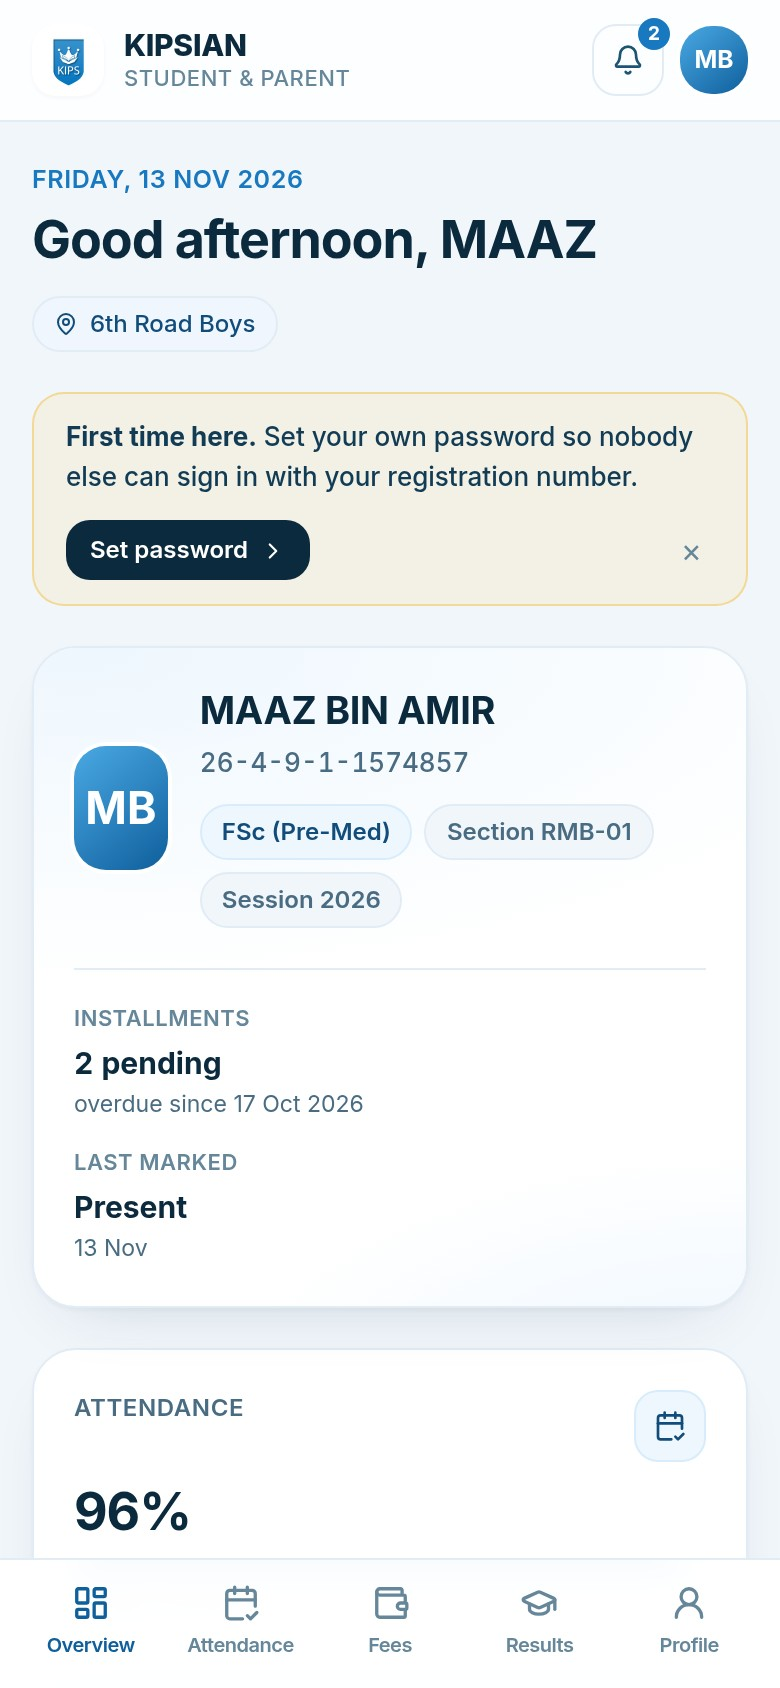 KIPS
KIPSIAN
STUDENT & PARENT
2
MB
FRIDAY, 13 NOV 2026
Good afternoon, MAAZ
6th Road Boys
First time here. Set your own password so nobody
else can sign in with your registration number.
Set password
MAAZ BIN AMIR
26-4-9-1-1574857
MB
FSc (Pre-Med)
Section RMB-01
Session 2026
INSTALLMENTS
2 pending
overdue since 17 Oct 2026
LAST MARKED
Present
13 Nov
ATTENDANCE
96%
Overview
Attendance
Fees
Results
Profile